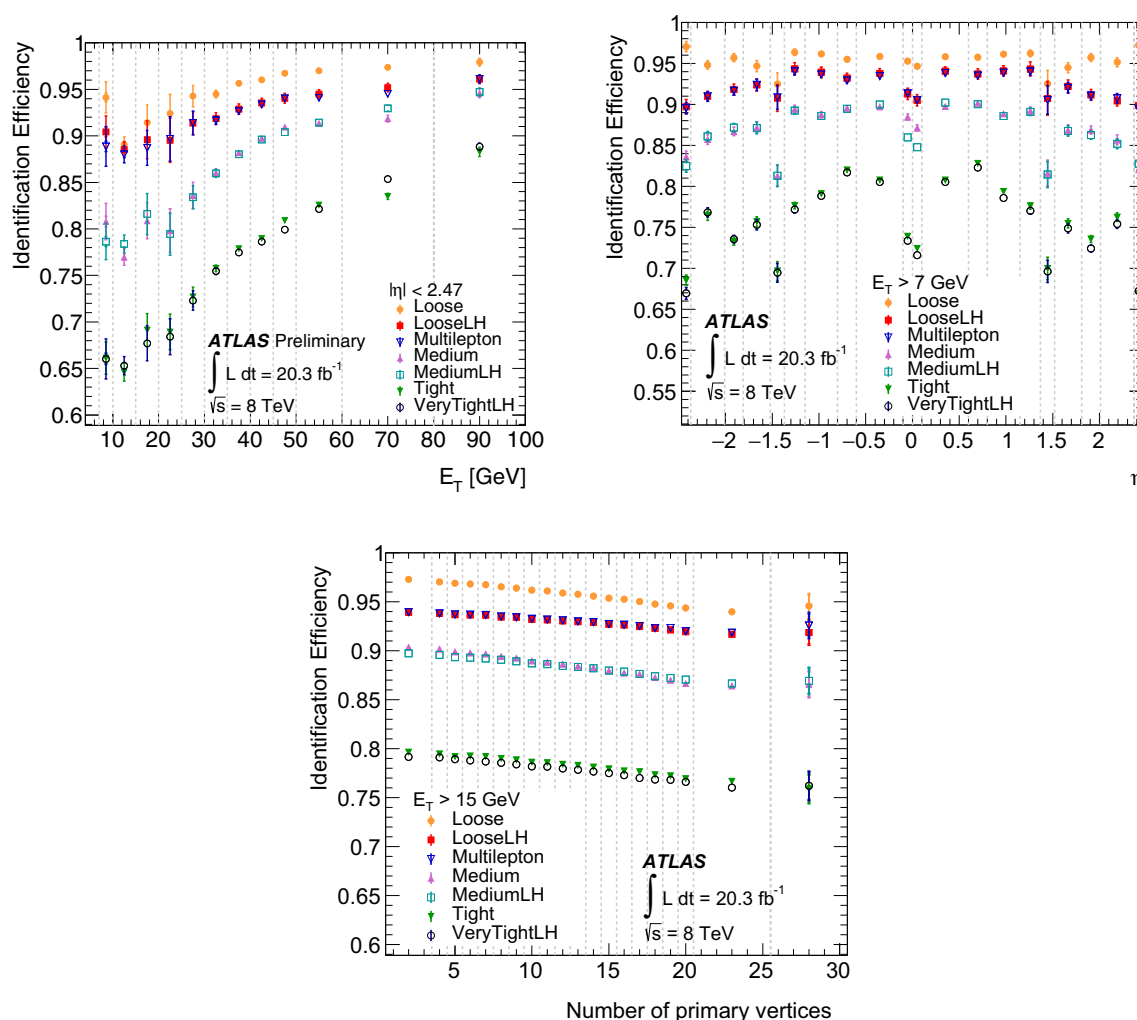 Identification Efficiency
1
0.95
0.9
0.85
0.8
0.75
0.7
0.65
0.6
|η| < 2.47
Loose
LooseLH
Multilepton
Medium
MediumLH
Tight
VeryTightLH
ATLAS Preliminary
∫ L dt = 20.3 fb⁻¹
√s = 8 TeV
10 20 30 40 50 60 70 80 90 100
E_T [GeV]
Identification Efficiency
1
0.95
0.9
0.85
0.8
0.75
0.7
0.65
0.6
0.55
E_T > 7 GeV
Loose
LooseLH
Multilepton
Medium
MediumLH
Tight
VeryTightLH
ATLAS
∫ L dt = 20.3 fb⁻¹
√s = 8 TeV
−2 −1.5 −1 −0.5 0 0.5 1 1.5 2
η
Identification Efficiency
1
0.95
0.9
0.85
0.8
0.75
0.7
0.65
0.6
E_T > 15 GeV
Loose
LooseLH
Multilepton
Medium
MediumLH
Tight
VeryTightLH
ATLAS
∫ L dt = 20.3 fb⁻¹
√s = 8 TeV
5 10 15 20 25 30
Number of primary vertices